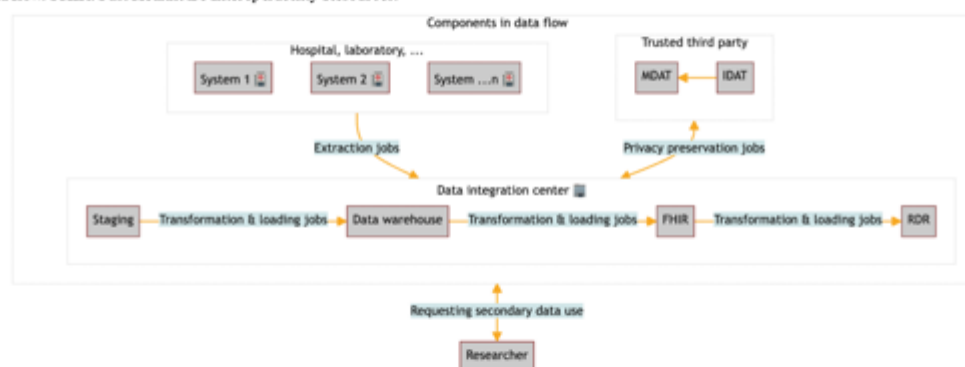 Components in data flow
Hospital, laboratory, ...
System 1
System 2
System ...n
Trusted third party
MDAT
IDAT
Extraction jobs
Privacy preservation jobs
Data integration center
Staging
Transformation & loading jobs
Data warehouse
Transformation & loading jobs
FHIR
Transformation & loading jobs
RDR
Requesting secondary data use
Researcher